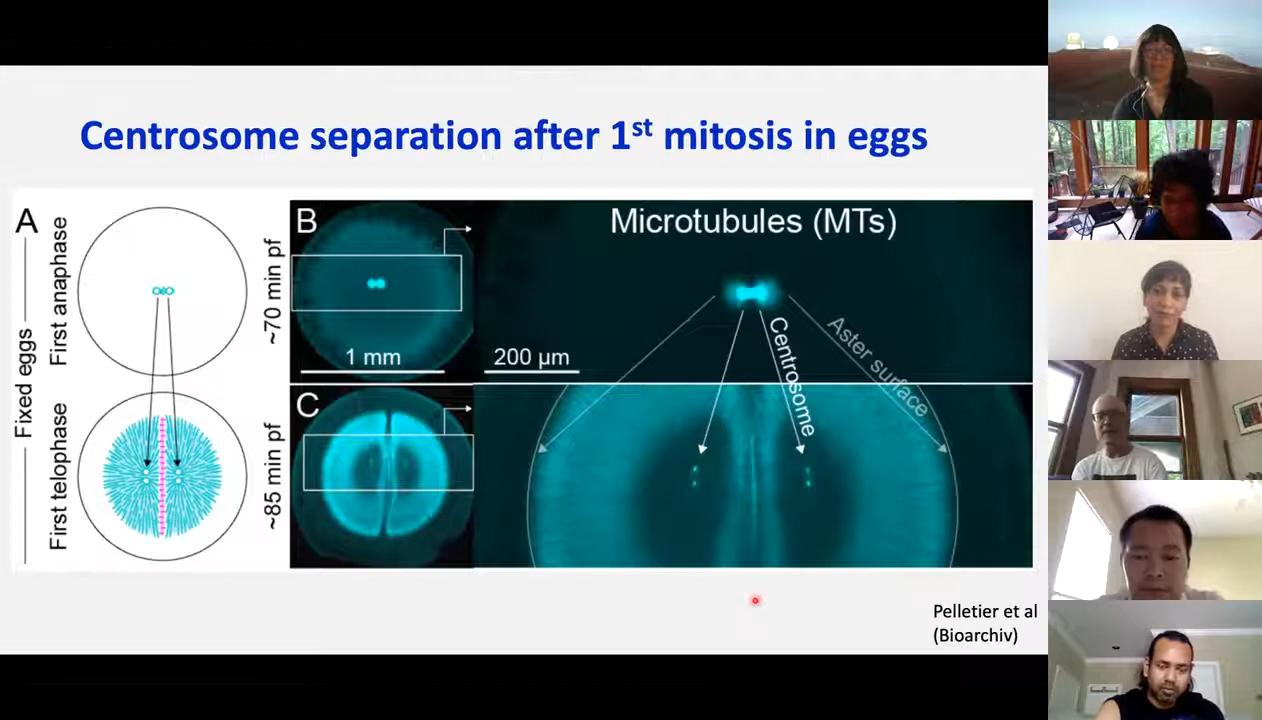 Centrosome separation after 1st mitosis in eggs
A
Fixed eggs
First anaphase
First telophase
~70 min pf
~85 min pf
B
1 mm
C
Microtubules (MTs)
200 µm
Centrosome
Aster surface
Pelletier et al
(Bioarchiv)